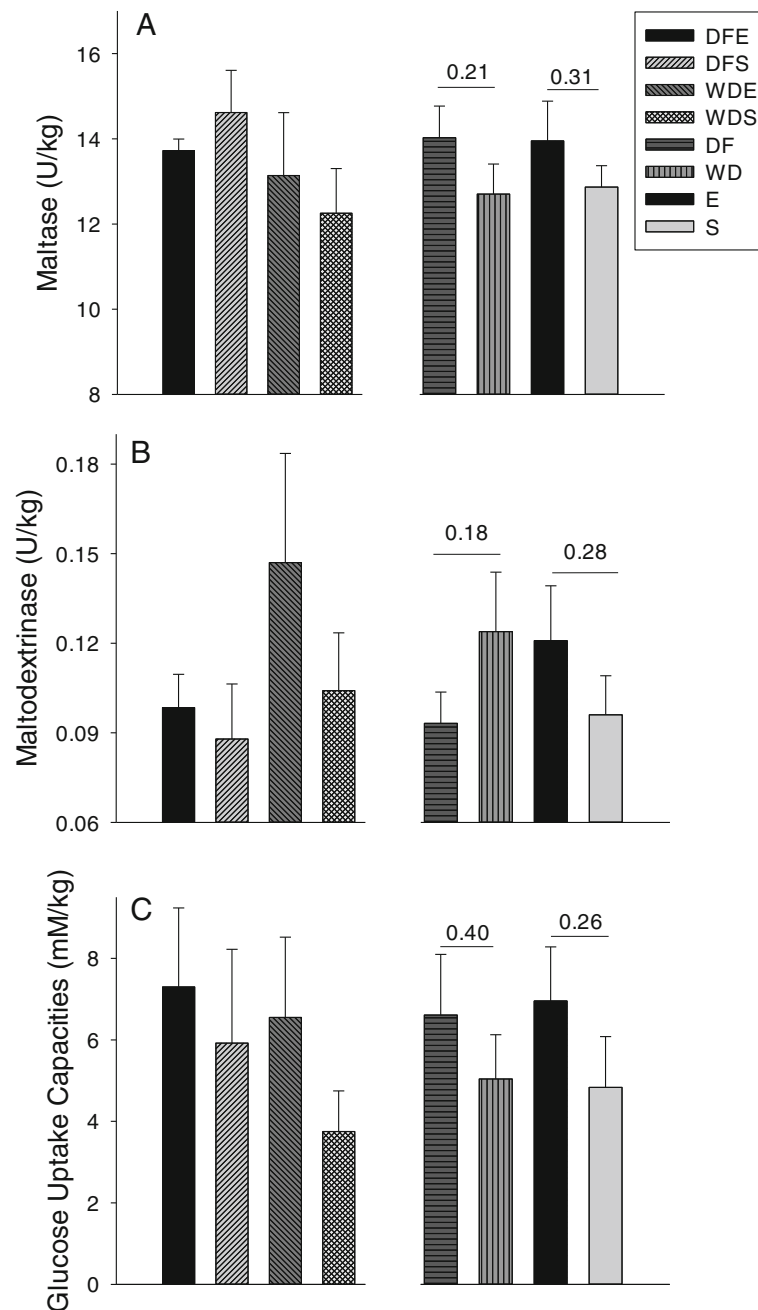 A
Maltase (U/kg)
16
14
12
10
8
0.21
0.31
DFE
DFS
WDE
WDS
DF
WD
E
S
B
Maltodextrinase (U/kg)
0.18
0.15
0.12
0.09
0.06
0.18
0.28
C
Glucose Uptake Capacities (mM/kg)
8
6
4
2
0
0.40
0.26